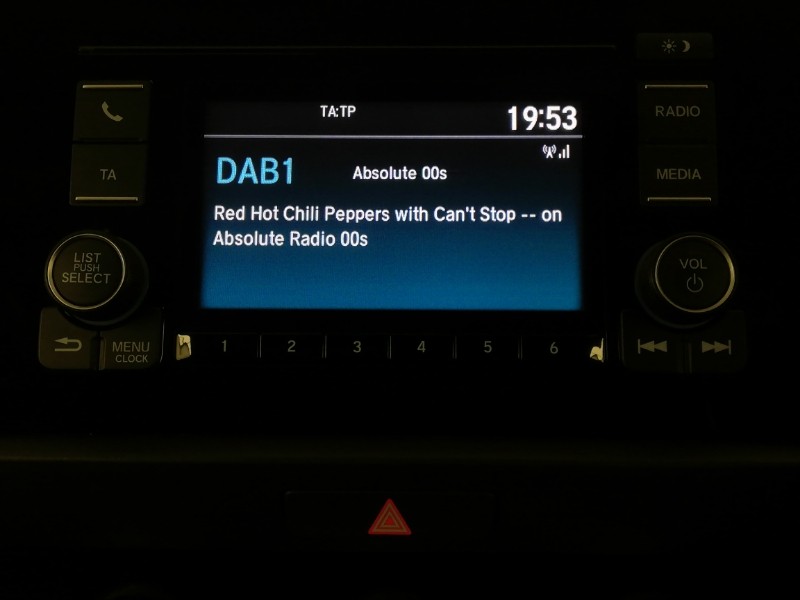 TA:TP
19:53
RADIO
TA
DAB1 Absolute 00s
MEDIA
Red Hot Chili Peppers with Can't Stop -- on
Absolute Radio 00s
LIST
PUSH
SELECT
VOL
MENU
CLOCK
1 2 3 4 5 6